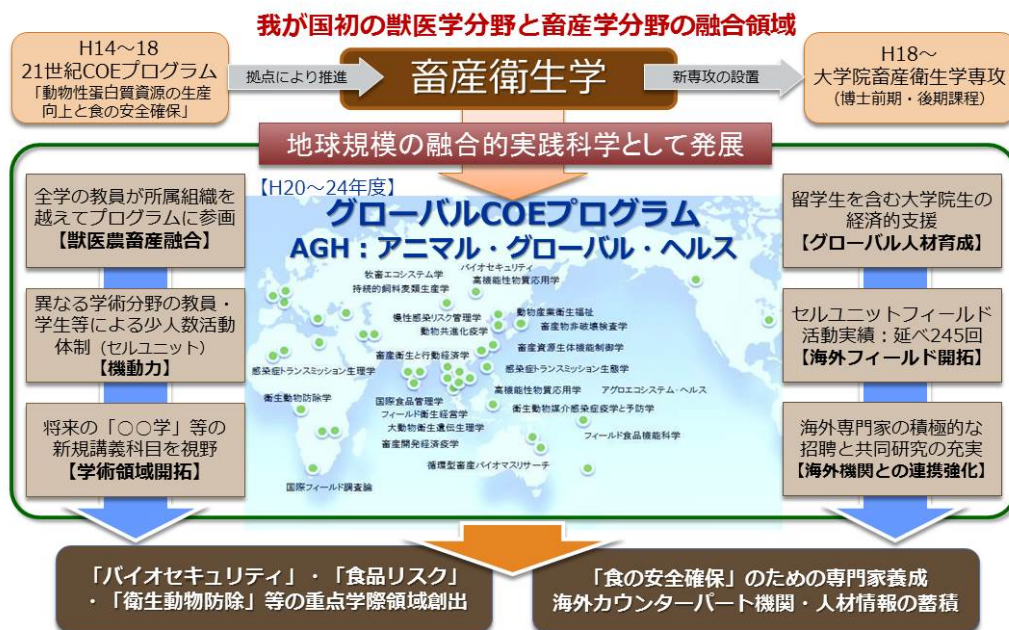 我が国初の獣医学分野と畜産学分野の融合領域
H14～18
21世紀COEプログラム
「動物性蛋白質資源の生産
向上と食の安全確保」
拠点により推進
畜産衛生学
新専攻の設置
H18～
大学院畜産衛生学専攻
(博士前期・後期課程)
地球規模の融合的実践科学として発展
全学の教員が所属組織を
越えてプログラムに参画
【獣医農畜産融合】
異なる学術分野の教員・
学生等による少人数活動
体制（セルユニット）
【機動力】
将来の「○○学」等の
新規講義科目を視野
【学術領域開拓】
【H20～24年度】
グローバルCOEプログラム
AGH：アニマル・グローバル・ヘルス
牧畜エコシステム学
バイオセキュリティ
持続的飼料麦類生産学
高機能性物質応用学
慢性感染リスク管理学
動物産業衛生福祉
動物共進化疫学
畜産物非破壊検査学
畜産衛生と行動経済学
畜産資源生体機能制御学
感染症トランスミッション生理学
感染症トランスミッション生態学
衛生動物防除学
国際食品管理学
高機能性物質応用学
アグロエコシステム・ヘルス
フィールド衛生経営学
衛生動物媒介感染症疫学と予防学
大動物衛生遺伝生理学
畜産開発経済疫学
フィールド食品機能科学
循環型畜産バイオマスリサーチ
国際フィールド調査論
留学生を含む大学院生の
経済的支援
【グローバル人材育成】
セルユニットフィールド
活動実績：延べ245回
【海外フィールド開拓】
海外専門家の積極的な
招聘と共同研究の充実
【海外機関との連携強化】
「バイオセキュリティ」・「食品リスク」
・「衛生動物防除」等の重点学際領域創出
「食の安全確保」のための専門家養成
海外カウンターパート機関・人材情報の蓄積